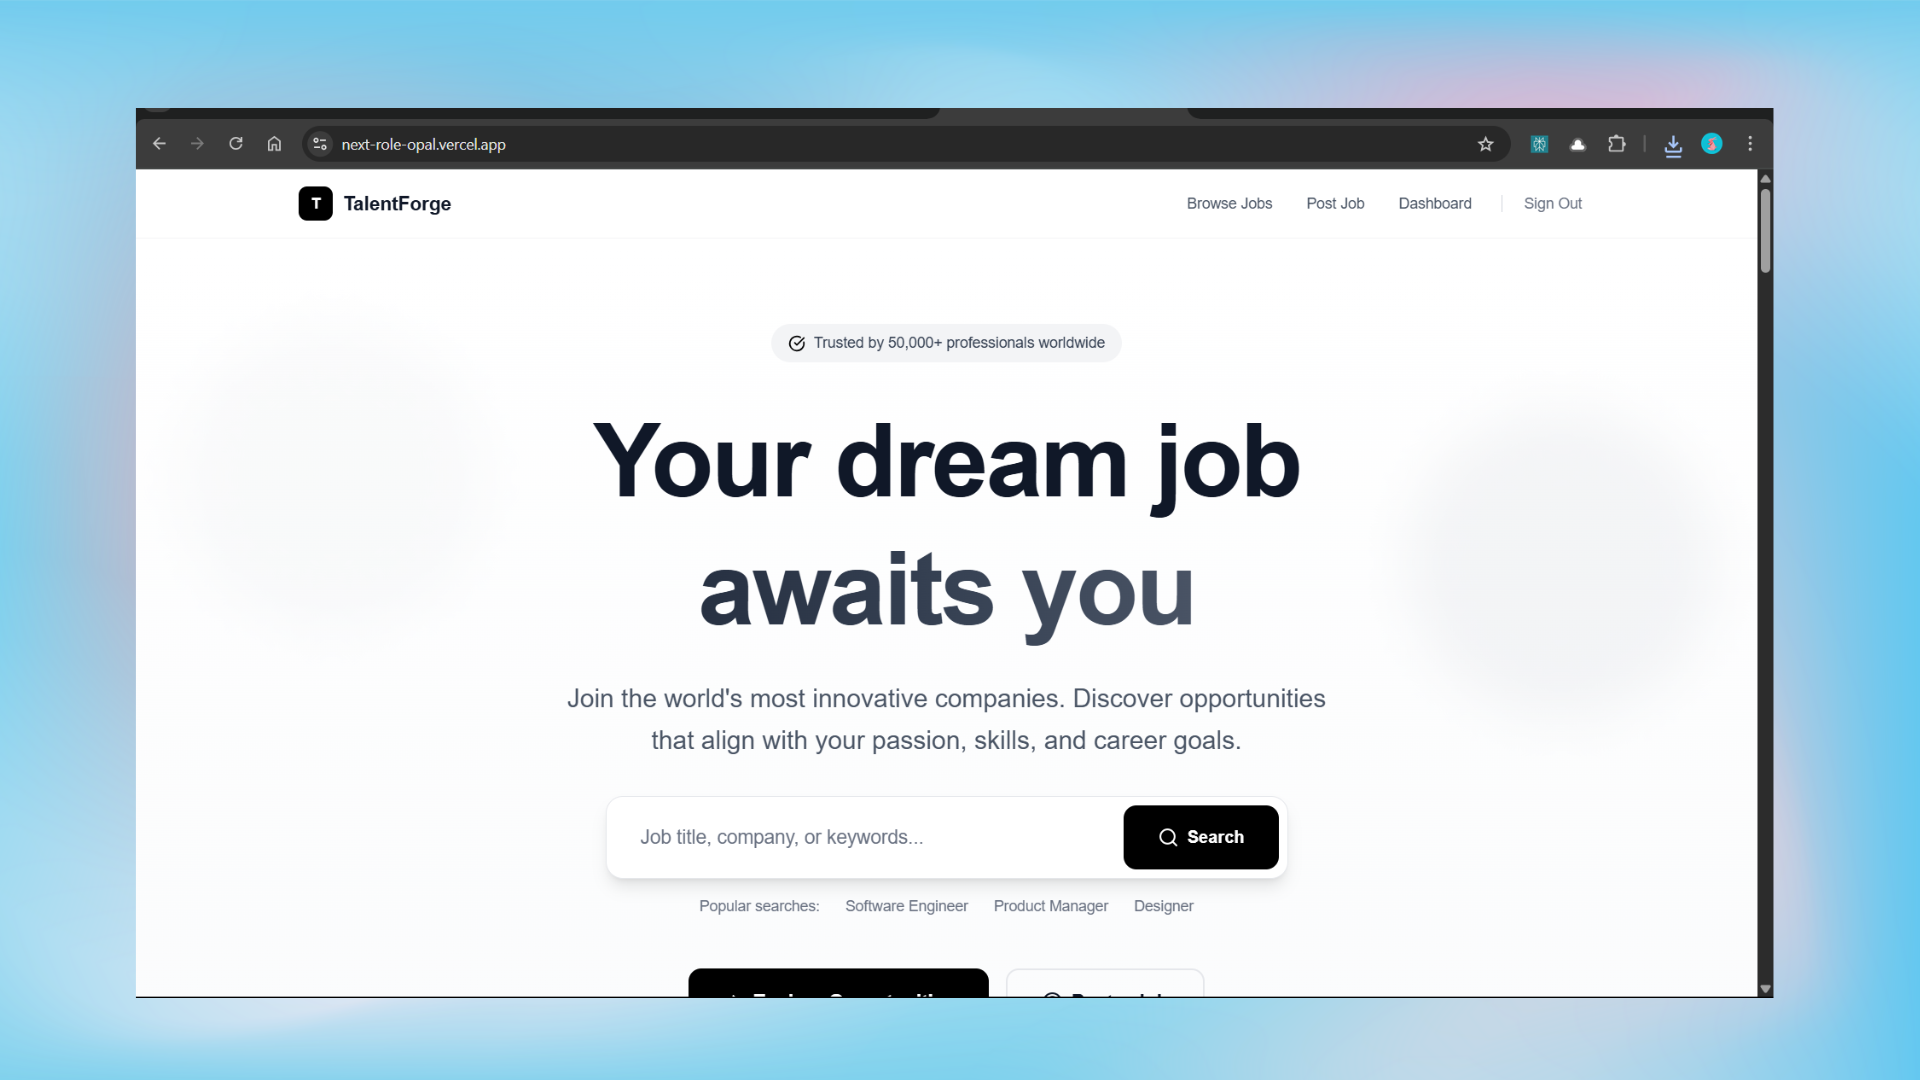 next-role-opal.vercel.app
T TalentForge
Browse Jobs Post Job Dashboard Sign Out
Trusted by 50,000+ professionals worldwide
Your dream job
awaits you
Join the world's most innovative companies. Discover opportunities
that align with your passion, skills, and career goals.
Job title, company, or keywords...
Search
Popular searches: Software Engineer Product Manager Designer